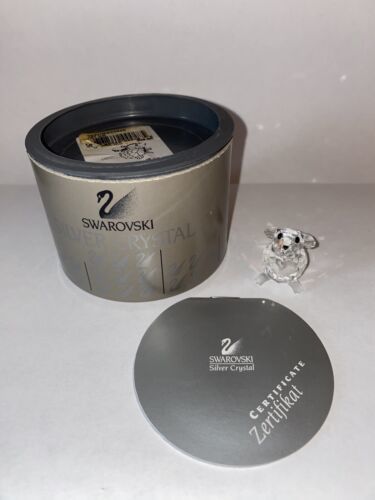 SWAROVSKI
SILVER CRYSTAL
SWAROVSKI
Silver Crystal
CERTIFICATE
Zertifikat